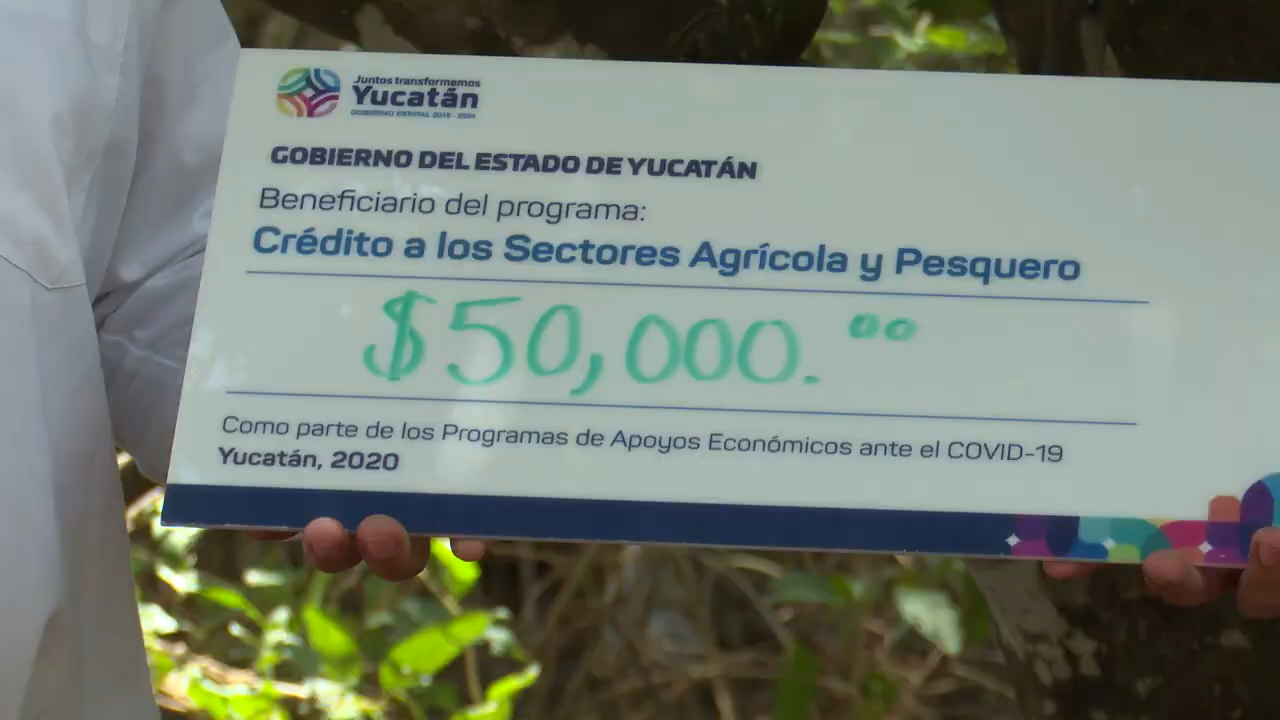 Juntos transformemos
Yucatán
GOBIERNO ESTATAL 2018 - 2024
GOBIERNO DEL ESTADO DE YUCATÁN
Beneficiario del programa:
Crédito a los Sectores Agrícola y Pesquero
$50,000.00
Como parte de los Programas de Apoyos Económicos ante el COVID-19
Yucatán, 2020